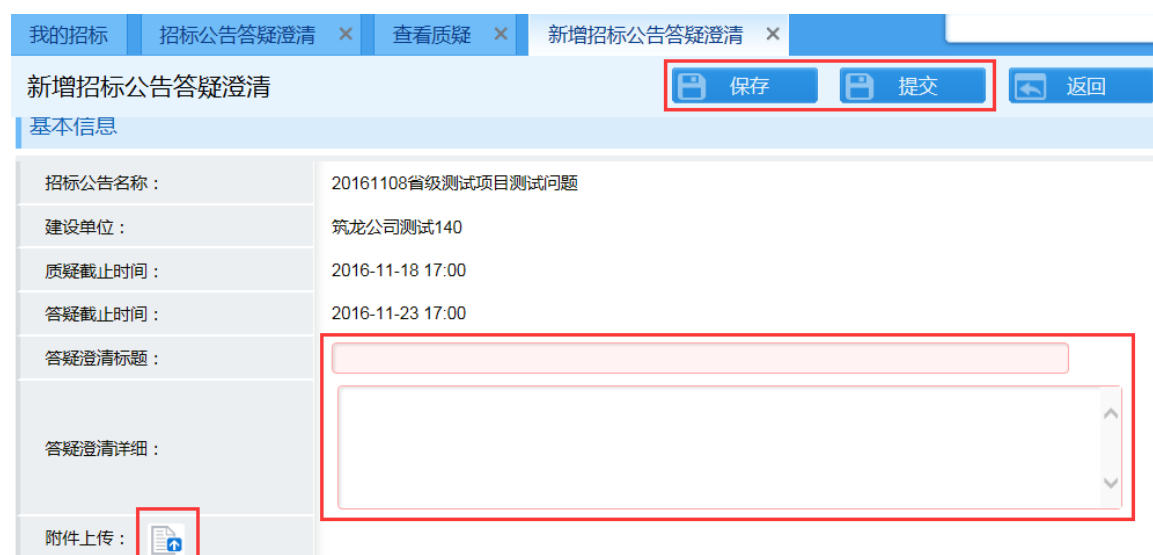 我的招标 招标公告答疑澄清 × 查看质疑 × 新增招标公告答疑澄清 ×
新增招标公告答疑澄清 保存 提交 返回
基本信息
招标公告名称： 20161108省级测试项目测试问题
建设单位： 筑龙公司测试140
质疑截止时间： 2016-11-18 17:00
答疑截止时间： 2016-11-23 17:00
答疑澄清标题：
答疑澄清详细：
附件上传：